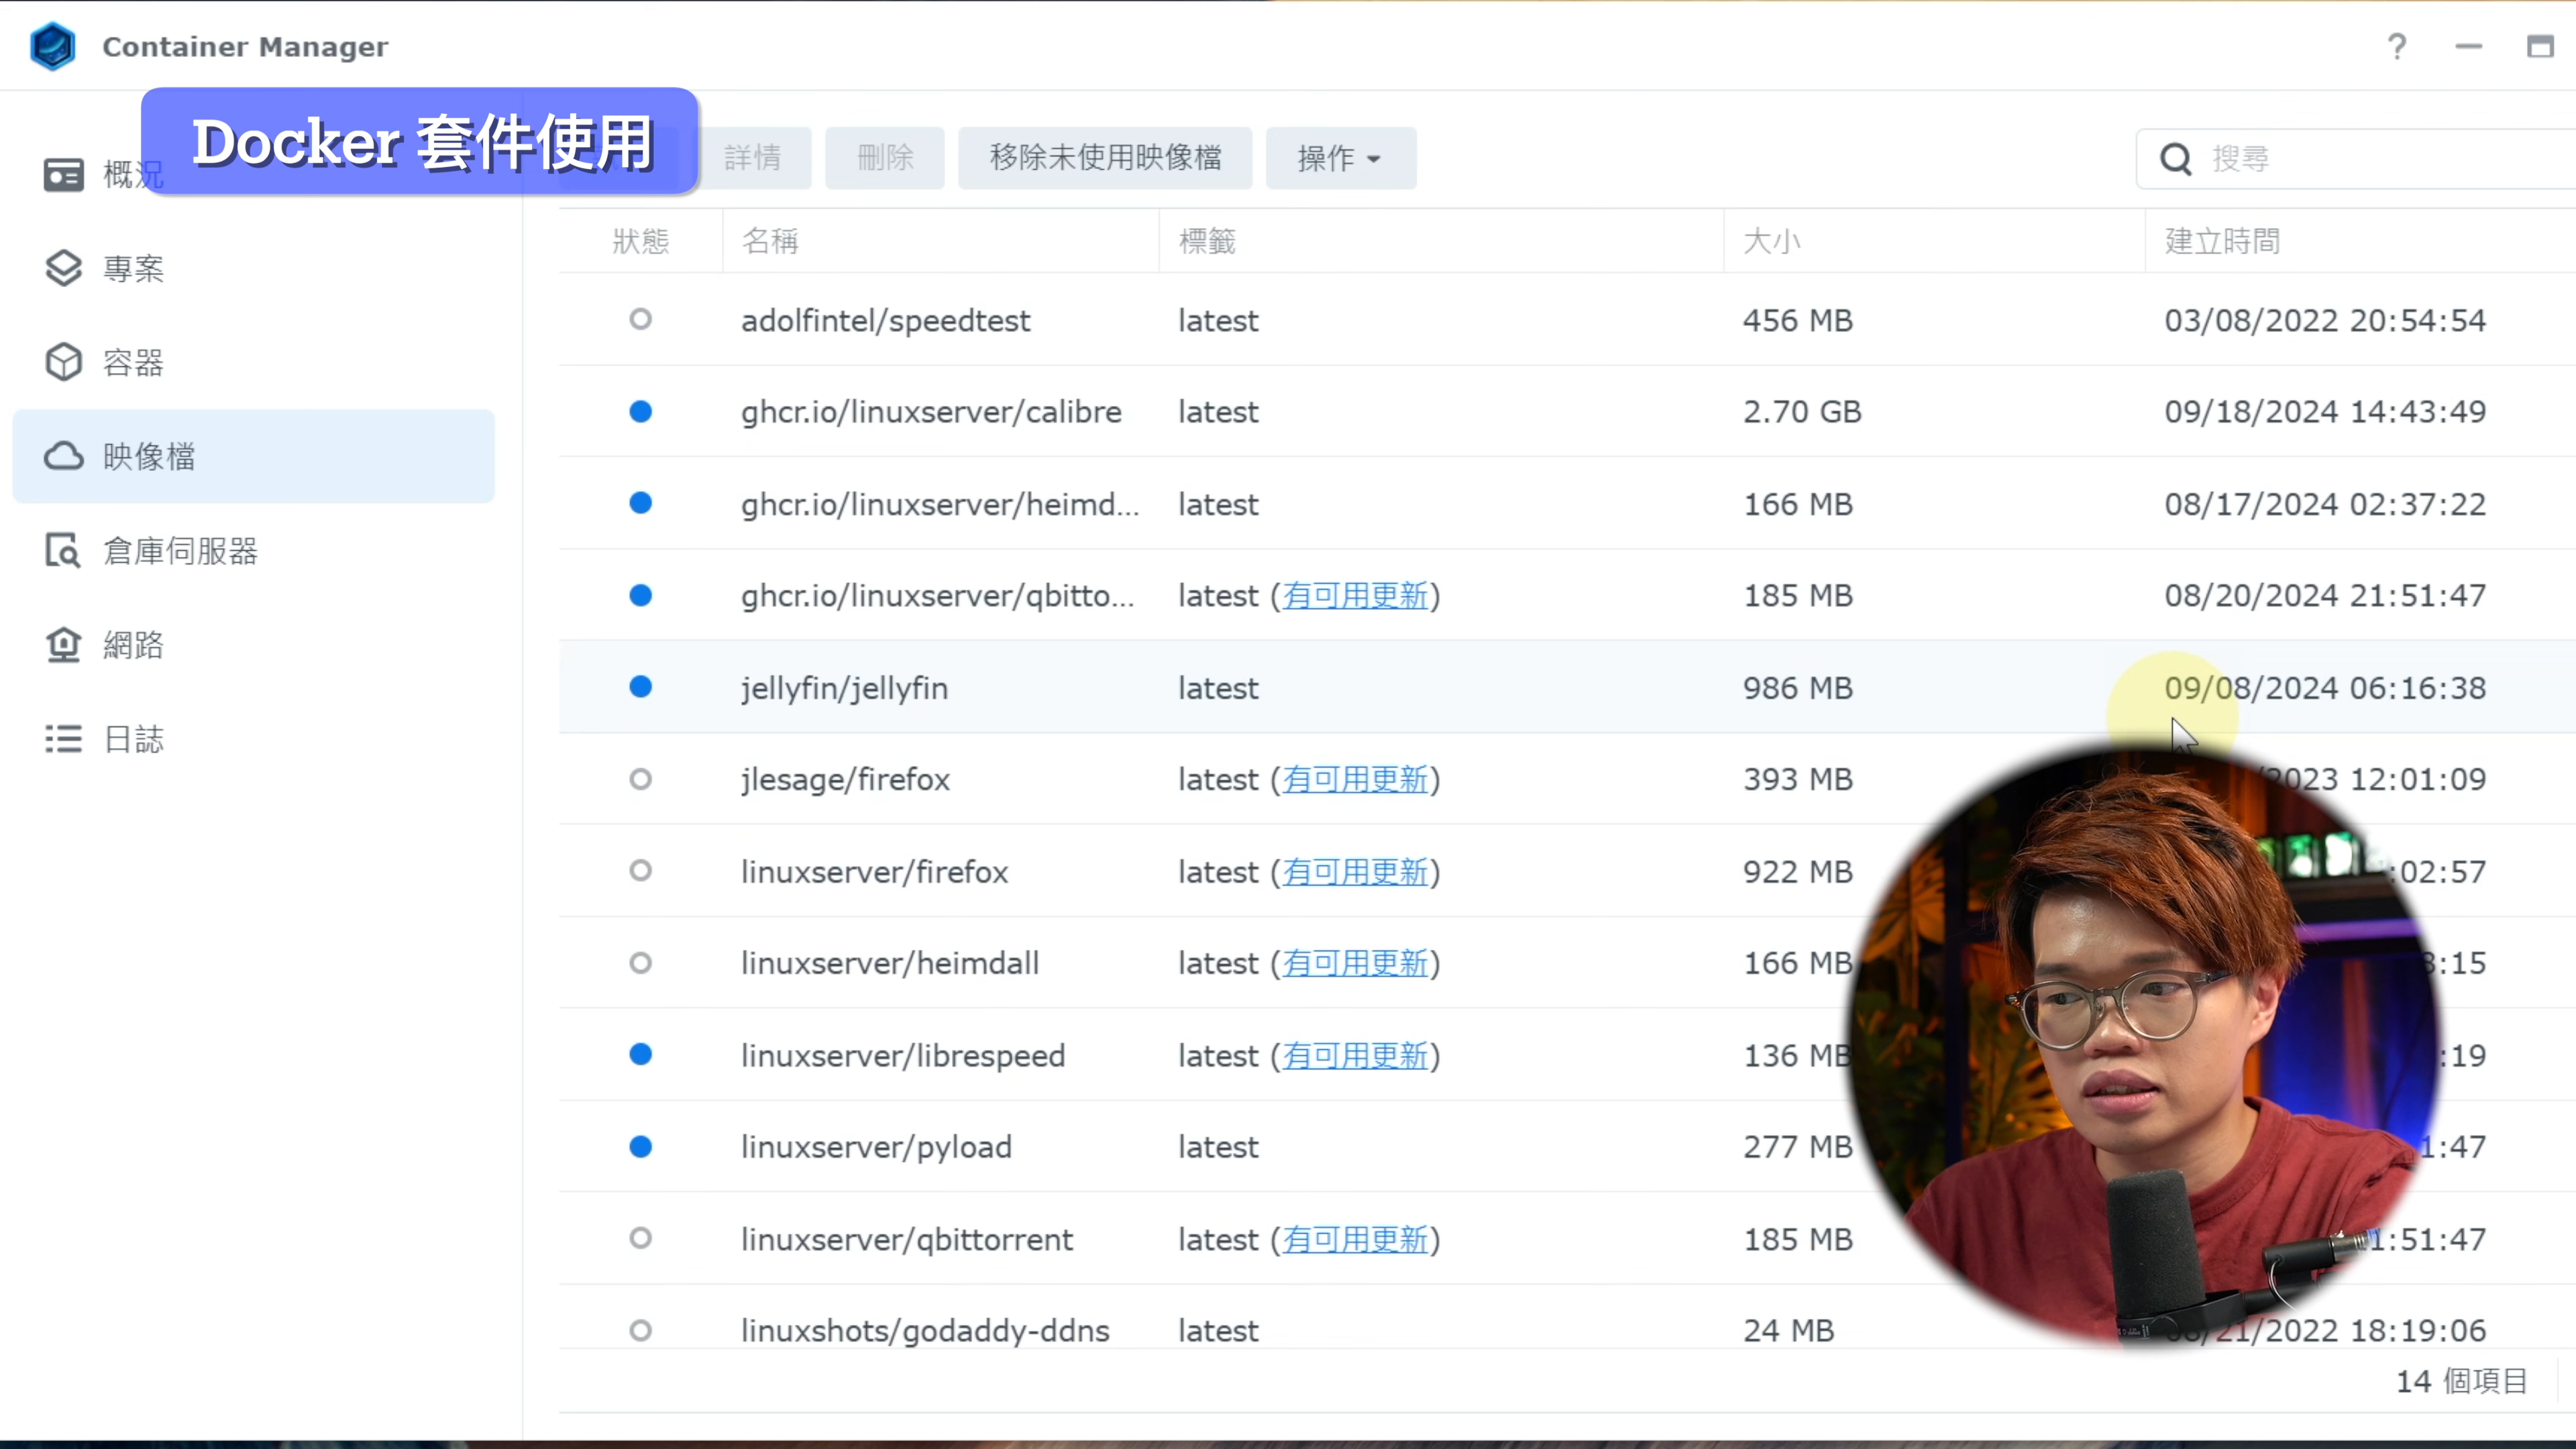 Container Manager
Docker 套件使用
詳情
刪除
移除未使用映像檔
操作
搜尋
概況
專案
容器
映像檔
倉庫伺服器
網路
日誌
狀態 名稱 標籤 大小 建立時間
adolfintel/speedtest latest 456 MB 03/08/2022 20:54:54
ghcr.io/linuxserver/calibre latest 2.70 GB 09/18/2024 14:43:49
ghcr.io/linuxserver/heimd... latest 166 MB 08/17/2024 02:37:22
ghcr.io/linuxserver/qbitto... latest (有可用更新) 185 MB 08/20/2024 21:51:47
jellyfin/jellyfin latest 986 MB 09/08/2024 06:16:38
jlesage/firefox latest (有可用更新) 393 MB /2023 12:01:09
linuxserver/firefox latest (有可用更新) 922 MB :02:57
linuxserver/heimdall latest (有可用更新) 166 MB :15
linuxserver/librespeed latest (有可用更新) 136 MB :19
linuxserver/pyload latest 277 MB 1:47
linuxserver/qbittorrent latest (有可用更新) 185 MB 1:51:47
linuxshots/godaddy-ddns latest 24 MB /21/2022 18:19:06
14 個項目